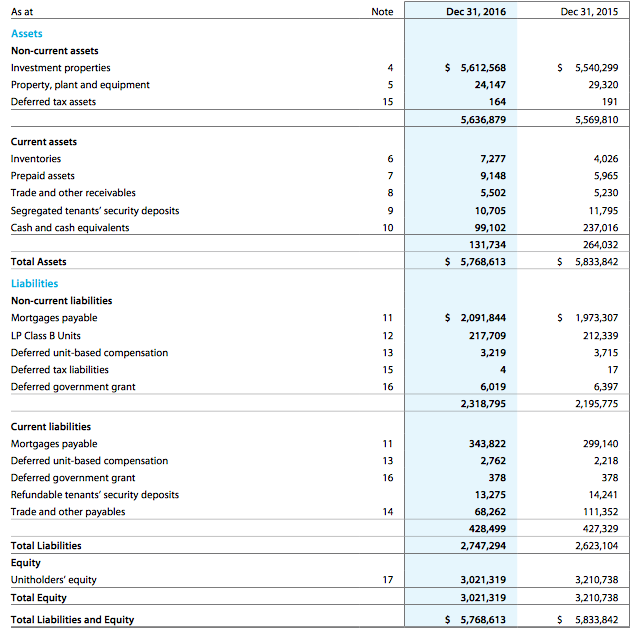 As at Note Dec 31, 2016 Dec 31, 2015
Assets
Non-current assets
Investment properties 4 $ 5,612,568 $ 5,540,299
Property, plant and equipment 5 24,147 29,320
Deferred tax assets 15 164 191
5,636,879 5,569,810
Current assets
Inventories 6 7,277 4,026
Prepaid assets 7 9,148 5,965
Trade and other receivables 8 5,502 5,230
Segregated tenants' security deposits 9 10,705 11,795
Cash and cash equivalents 10 99,102 237,016
131,734 264,032
Total Assets $ 5,768,613 $ 5,833,842
Liabilities
Non-current liabilities
Mortgages payable 11 $ 2,091,844 $ 1,973,307
LP Class B Units 12 217,709 212,339
Deferred unit-based compensation 13 3,219 3,715
Deferred tax liabilities 15 4 17
Deferred government grant 16 6,019 6,397
2,318,795 2,195,775
Current liabilities
Mortgages payable 11 343,822 299,140
Deferred unit-based compensation 13 2,762 2,218
Deferred government grant 16 378 378
Refundable tenants' security deposits 13,275 14,241
Trade and other payables 14 68,262 111,352
428,499 427,329
Total Liabilities 2,747,294 2,623,104
Equity
Unitholders' equity 17 3,021,319 3,210,738
Total Equity 3,021,319 3,210,738
Total Liabilities and Equity $ 5,768,613 $ 5,833,842